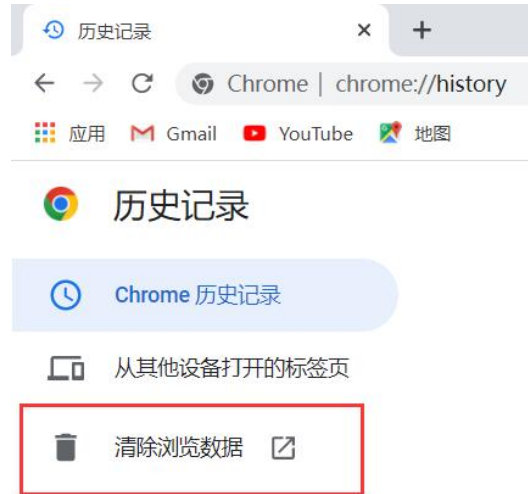 历史记录
Chrome | chrome://history
应用 Gmail YouTube 地图
历史记录
Chrome 历史记录
从其他设备打开的标签页
清除浏览数据